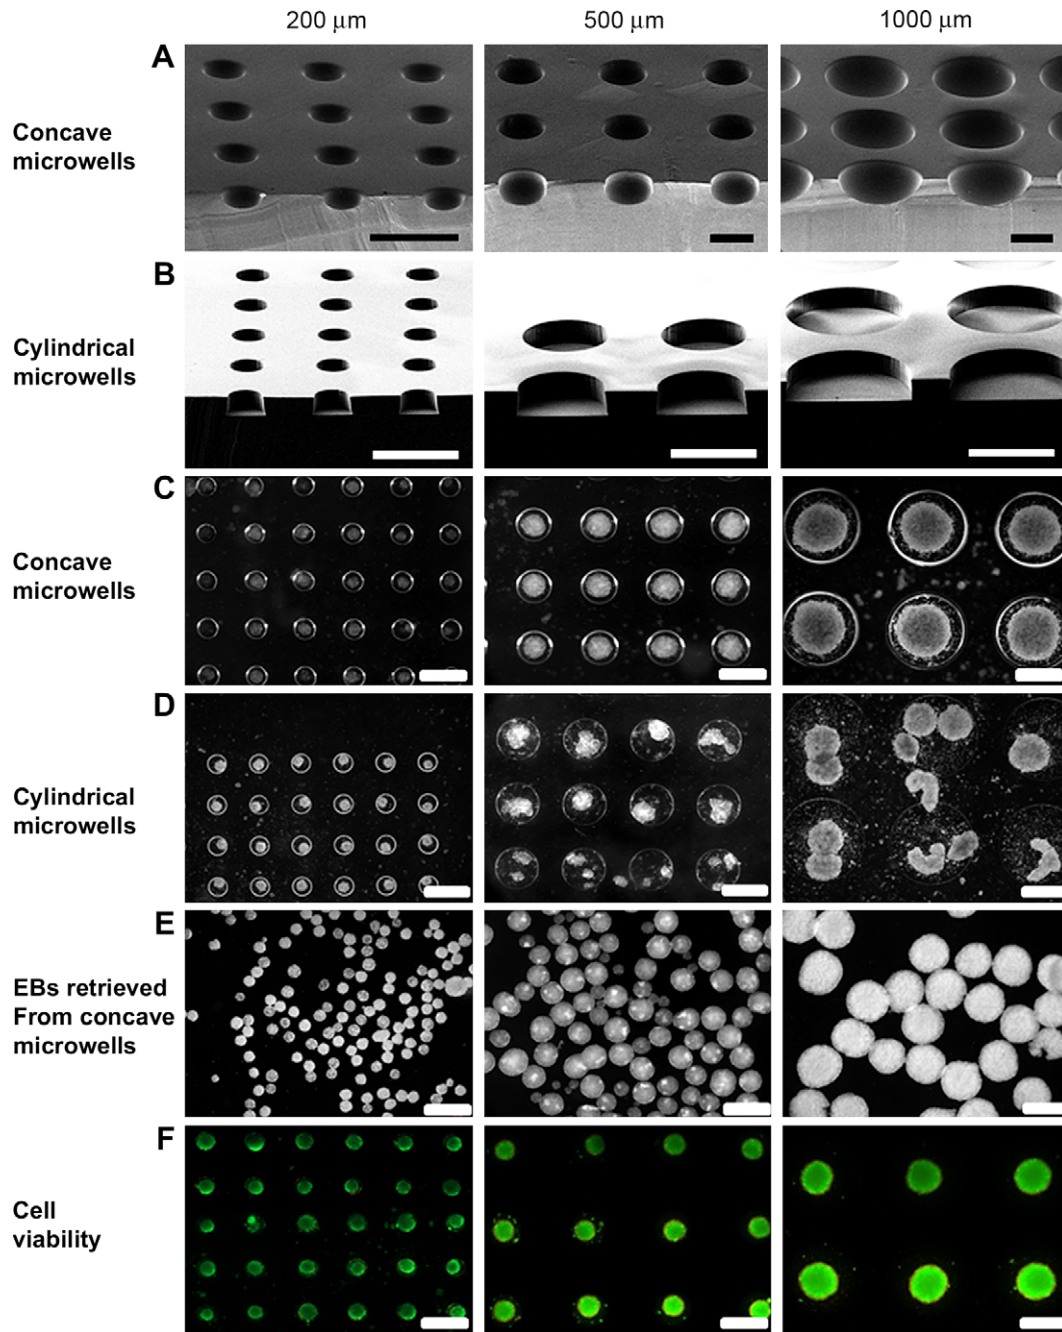 200 µm 500 µm 1000 µm
A
Concave
microwells
B
Cylindrical
microwells
C
Concave
microwells
D
Cylindrical
microwells
E
EBs retrieved
From concave
microwells
F
Cell
viability